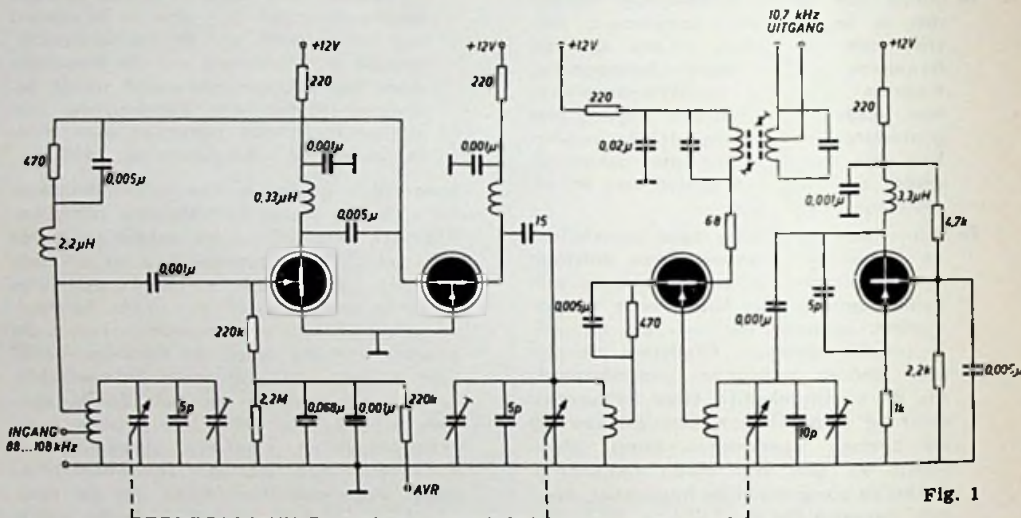 10,7 kHz
UITGANG
+12V
+12V
+12V
+12V
220
220
220
220
470
0,005µ
0,001µ
0,001µ
0,02µ
0,001µ
3,3µH
4,7k
0,33µH
0,005µ
15
68
2,2µH
0,001µ
0,005µ
470
0,001µ
5p
220k
2,2k
0,005µ
1k
INGANG
88...108kHz
5p
2,2M
0,068µ
0,001µ
220k
5p
10p
AVR
Fig. 1